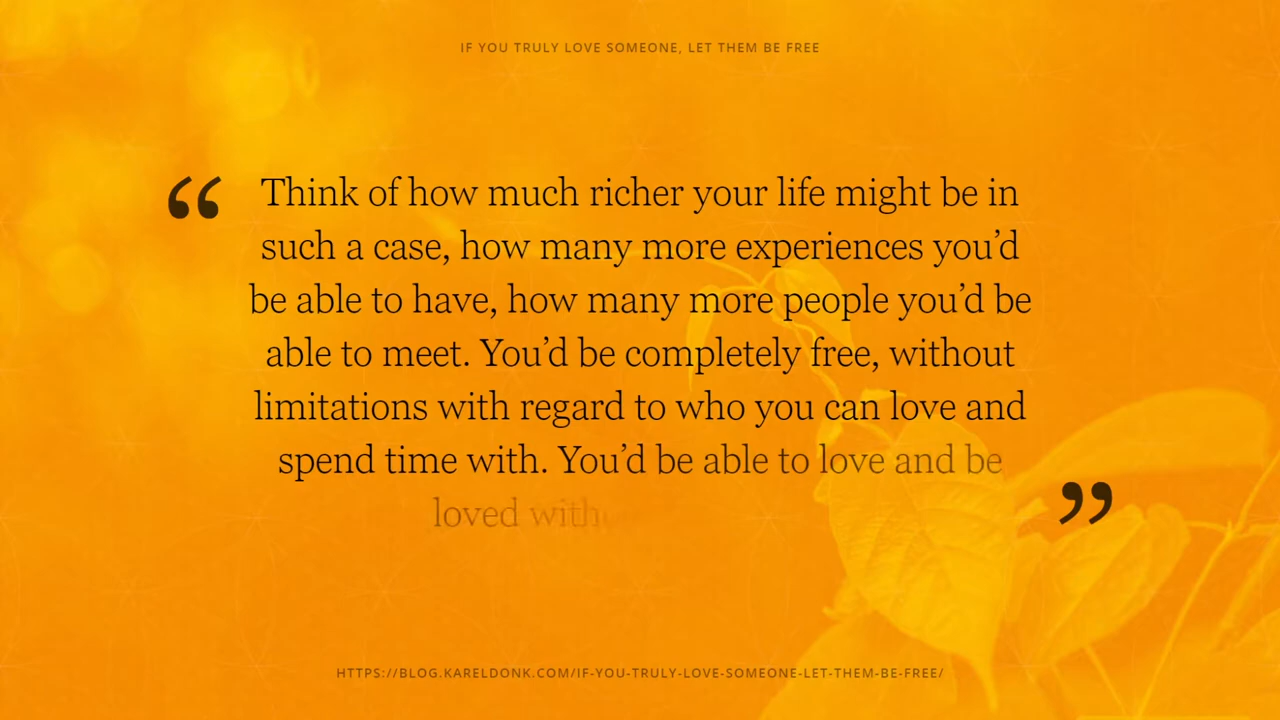 IF YOU TRULY LOVE SOMEONE, LET THEM BE FREE
“Think of how much richer your life might be in
such a case, how many more experiences you’d
be able to have, how many more people you’d be
able to meet. You’d be completely free, without
limitations with regard to who you can love and
spend time with. You’d be able to love and be
loved ”
HTTPS://BLOG.KARELDONK.COM/IF-YOU-TRULY-LOVE-SOMEONE-LET-THEM-BE-FREE/